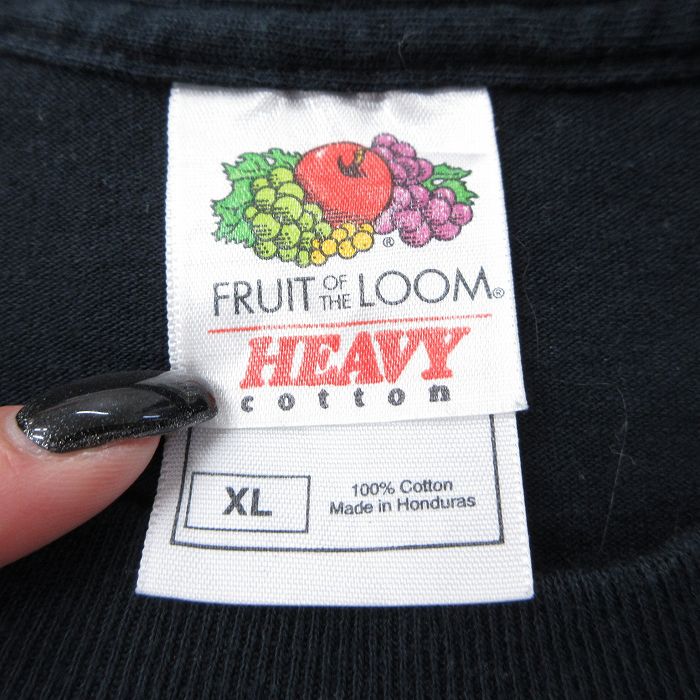 ®
FRUIT OF THE LOOM®
HEAVY
cotton
XL
100% Cotton
Made in Honduras